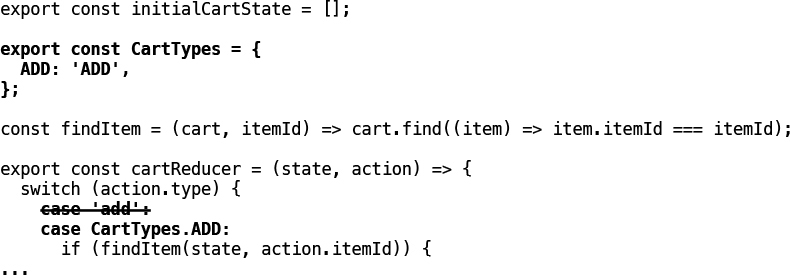 export const initialCartState = [];
export const CartTypes = {
  ADD: 'ADD',
};
const findItem = (cart, itemId) => cart.find((item) => item.itemId === itemId);
export const cartReducer = (state, action) => {
  switch (action.type) {
    case 'add':
    case CartTypes.ADD:
      if (findItem(state, action.itemId)) {
...